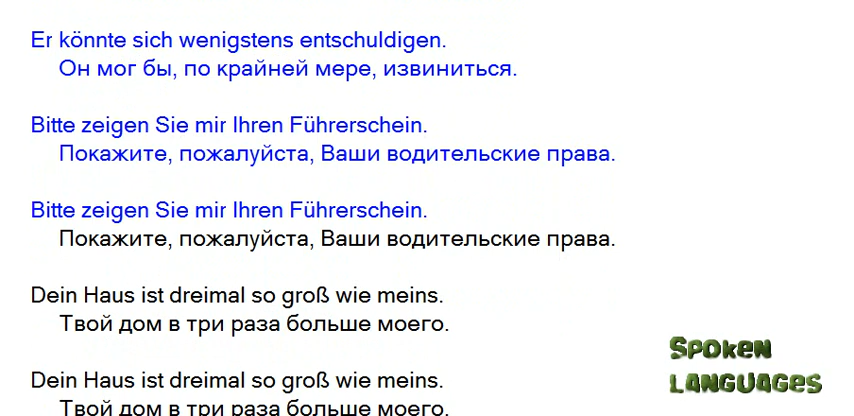 Er könnte sich wenigstens entschuldigen.
Он мог бы, по крайней мере, извиниться.
Bitte zeigen Sie mir Ihren Führerschein.
Покажите, пожалуйста, Ваши водительские права.
Bitte zeigen Sie mir Ihren Führerschein.
Покажите, пожалуйста, Ваши водительские права.
Dein Haus ist dreimal so groß wie meins.
Твой дом в три раза больше моего.
Dein Haus ist dreimal so groß wie meins.
Твой дом в три раза больше моего.
SPOKEN
LANGUAGES